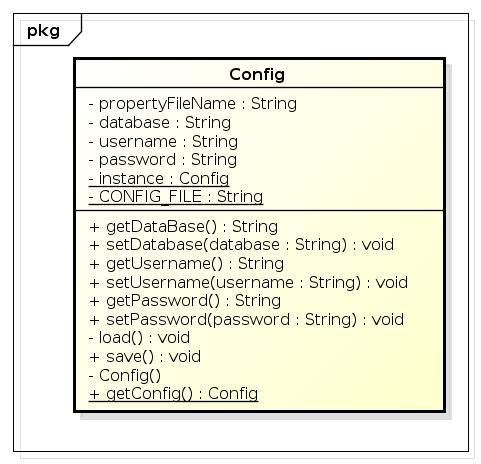 pkg
Config
- propertyFileName : String
- database : String
- username : String
- password : String
- instance : Config
- CONFIG_FILE : String
+ getDataBase() : String
+ setDatabase(database : String) : void
+ getUsername() : String
+ setUsername(username : String) : void
+ getPassword() : String
+ setPassword(password : String) : void
- load() : void
+ save() : void
- Config()
+ getConfig() : Config